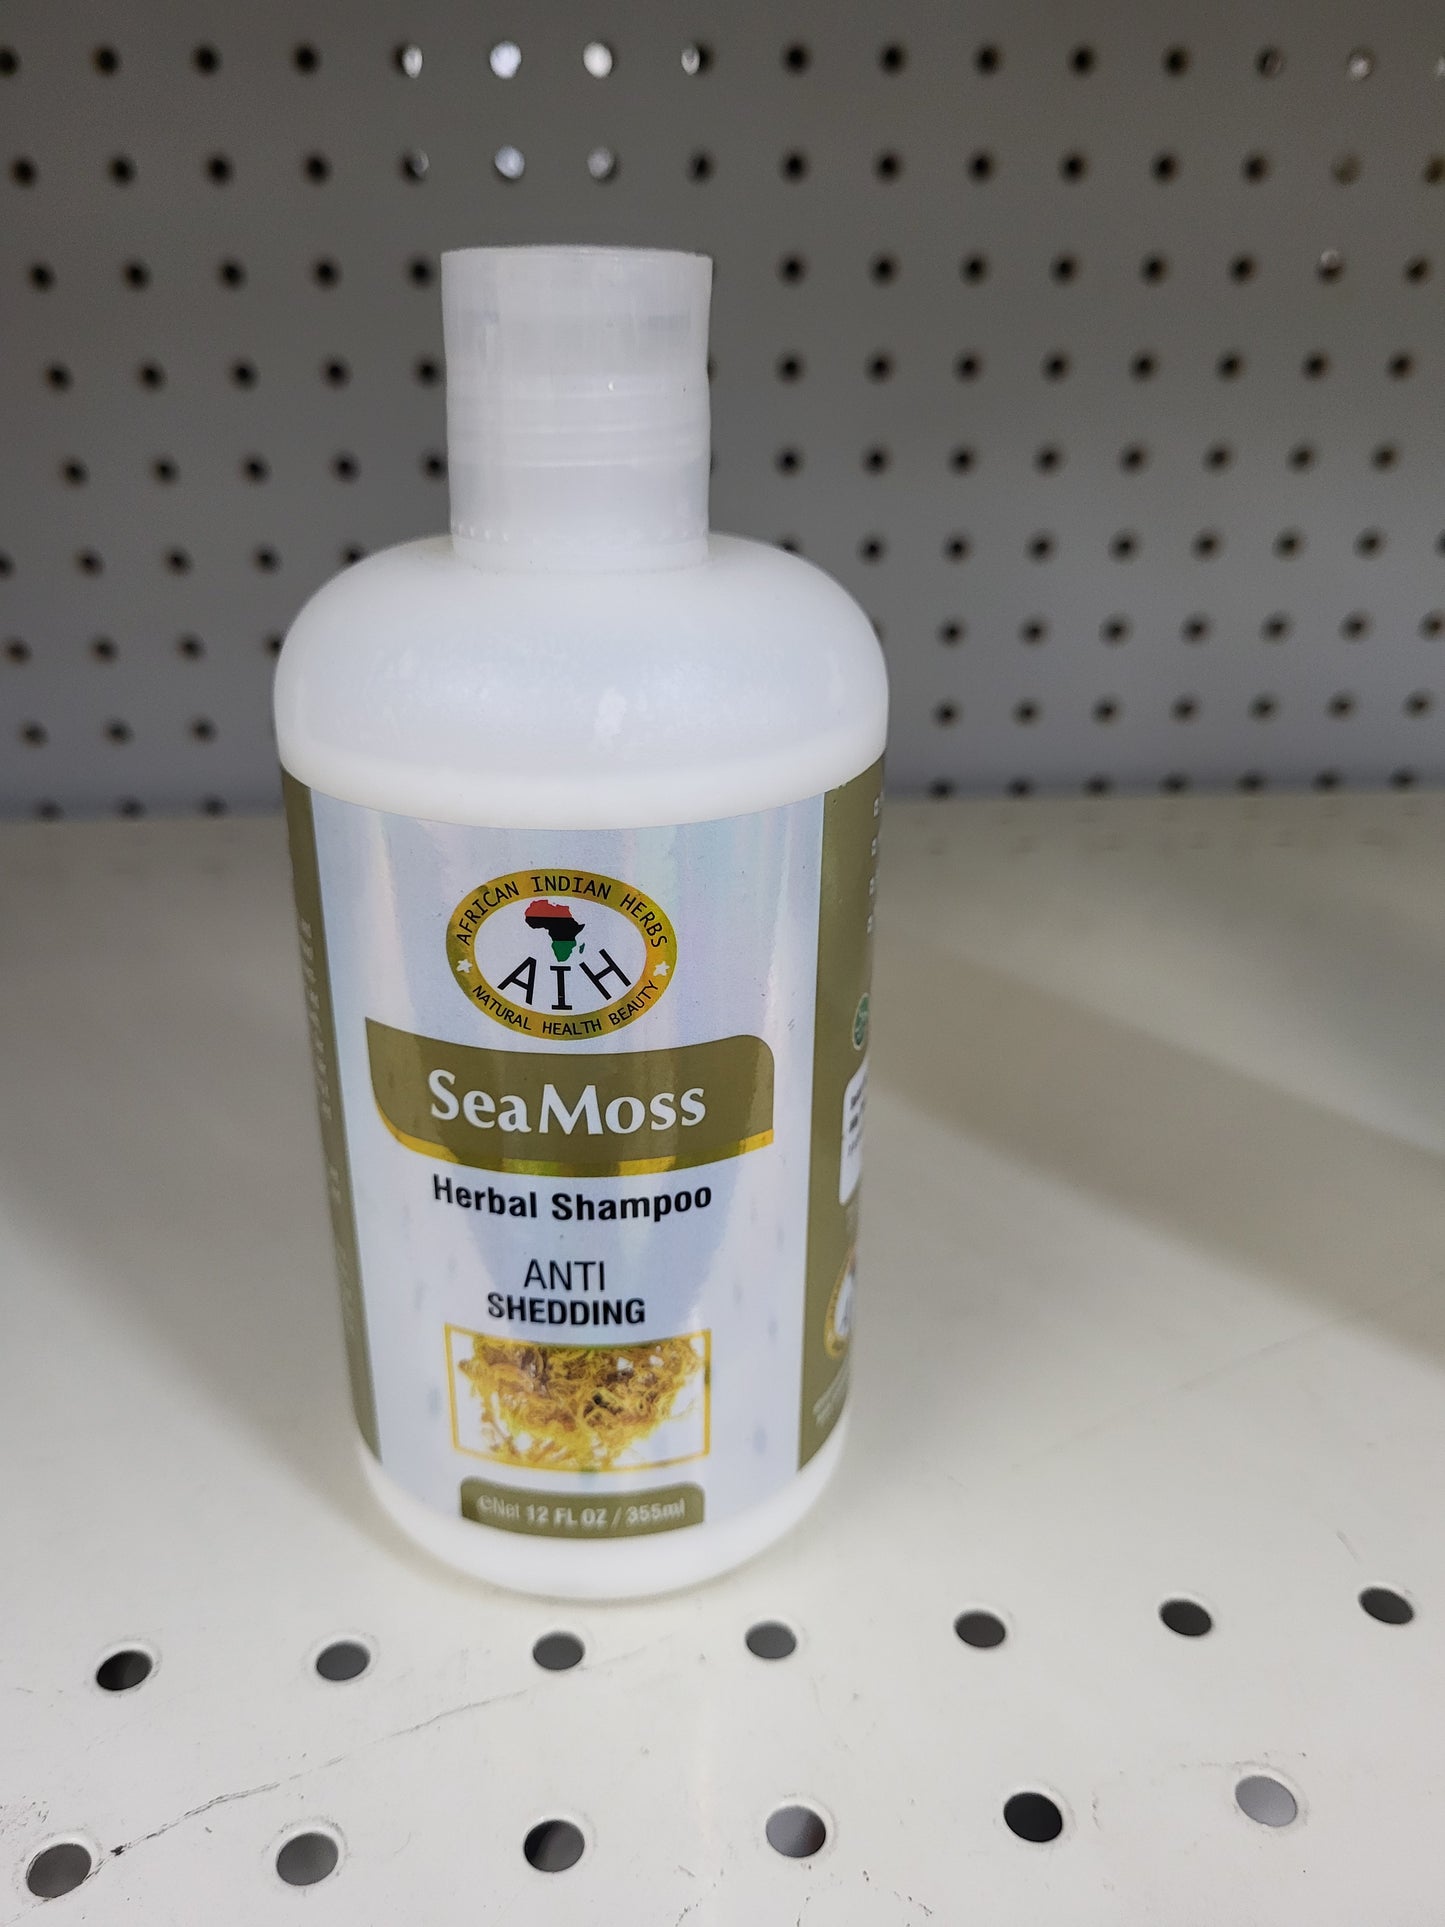 AFRICAN INDIAN HERBS
AIH
NATURAL HEALTH BEAUTY
SeaMoss
Herbal Shampoo
ANTI
SHEDDING
℮Net 12 FL OZ / 355ml